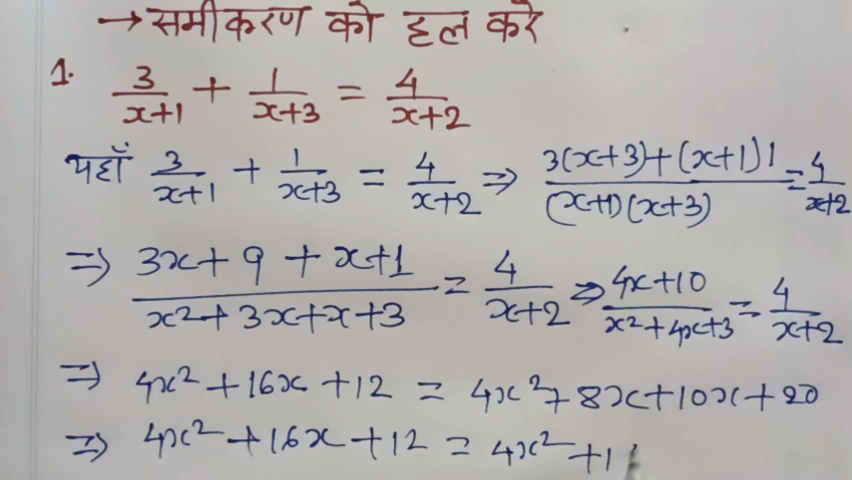 → समीकरण को हल करे
1. 3/(x+1) + 1/(x+3) = 4/(x+2)
यहाँ 3/(x+1) + 1/(x+3) = 4/(x+2) ⇒ (3(x+3)+(x+1)1)/((x+1)(x+3)) = 4/(x+2)
⇒ (3x+9+x+1)/(x²+3x+x+3) = 4/(x+2) ⇒ (4x+10)/(x²+4x+3) = 4/(x+2)
⇒ 4x²+16x+12 = 4x²+8x+10x+20
⇒ 4x²+16x+12 = 4x²+1